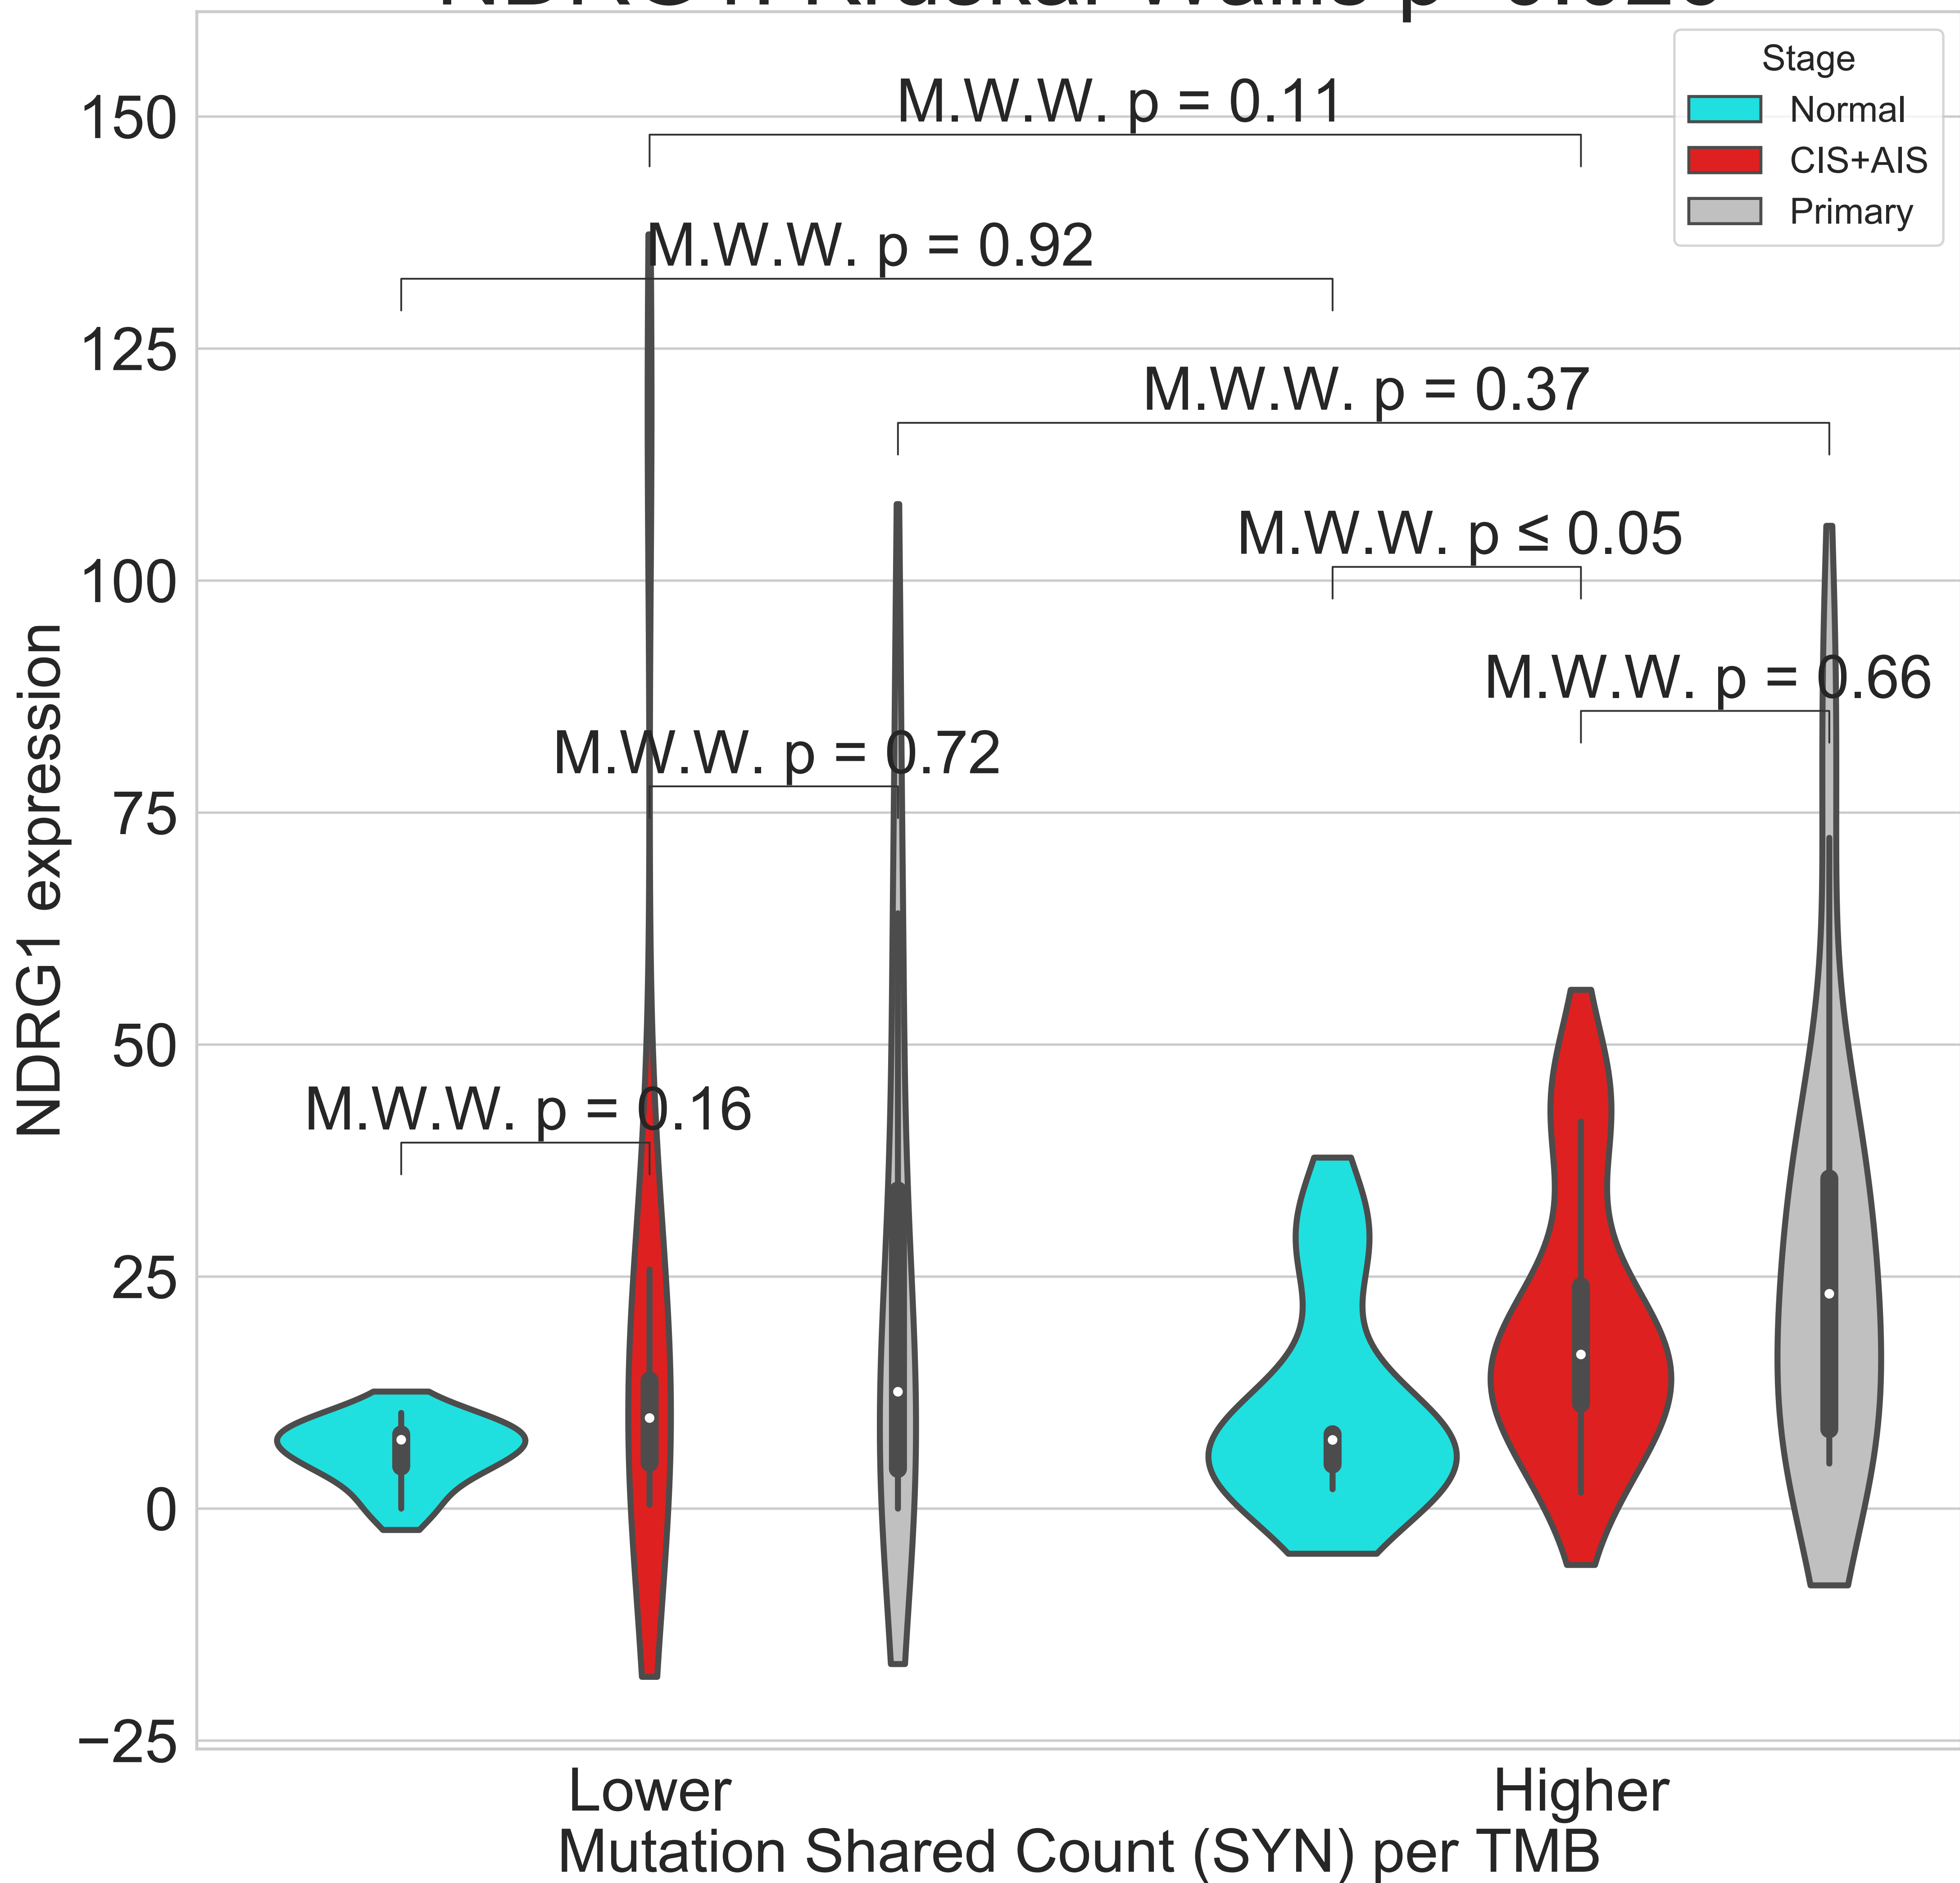 Stage
Normal
CIS+AIS
Primary
M.W.W. p = 0.11
M.W.W. p = 0.92
M.W.W. p = 0.37
M.W.W. p ≤ 0.05
M.W.W. p = 0.66
M.W.W. p = 0.72
M.W.W. p = 0.16
150
125
100
75
50
25
0
−25
NDRG1 expression
Lower
Higher
Mutation Shared Count (SYN) per TMB